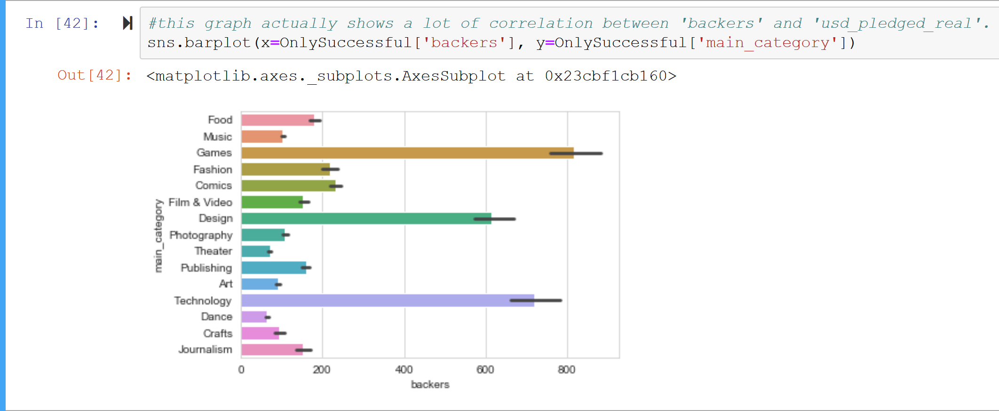 In [42]:
#this graph actually shows a lot of correlation between 'backers' and 'usd_pledged_real'.
sns.barplot(x=OnlySuccessful['backers'], y=OnlySuccessful['main_category'])
Out[42]: <matplotlib.axes._subplots.AxesSubplot at 0x23cbf1cb160>
Food
Music
Games
Fashion
Comics
Film & Video
Design
Photography
Theater
Publishing
Art
Technology
Dance
Crafts
Journalism
main_category
0 200 400 600 800
backers